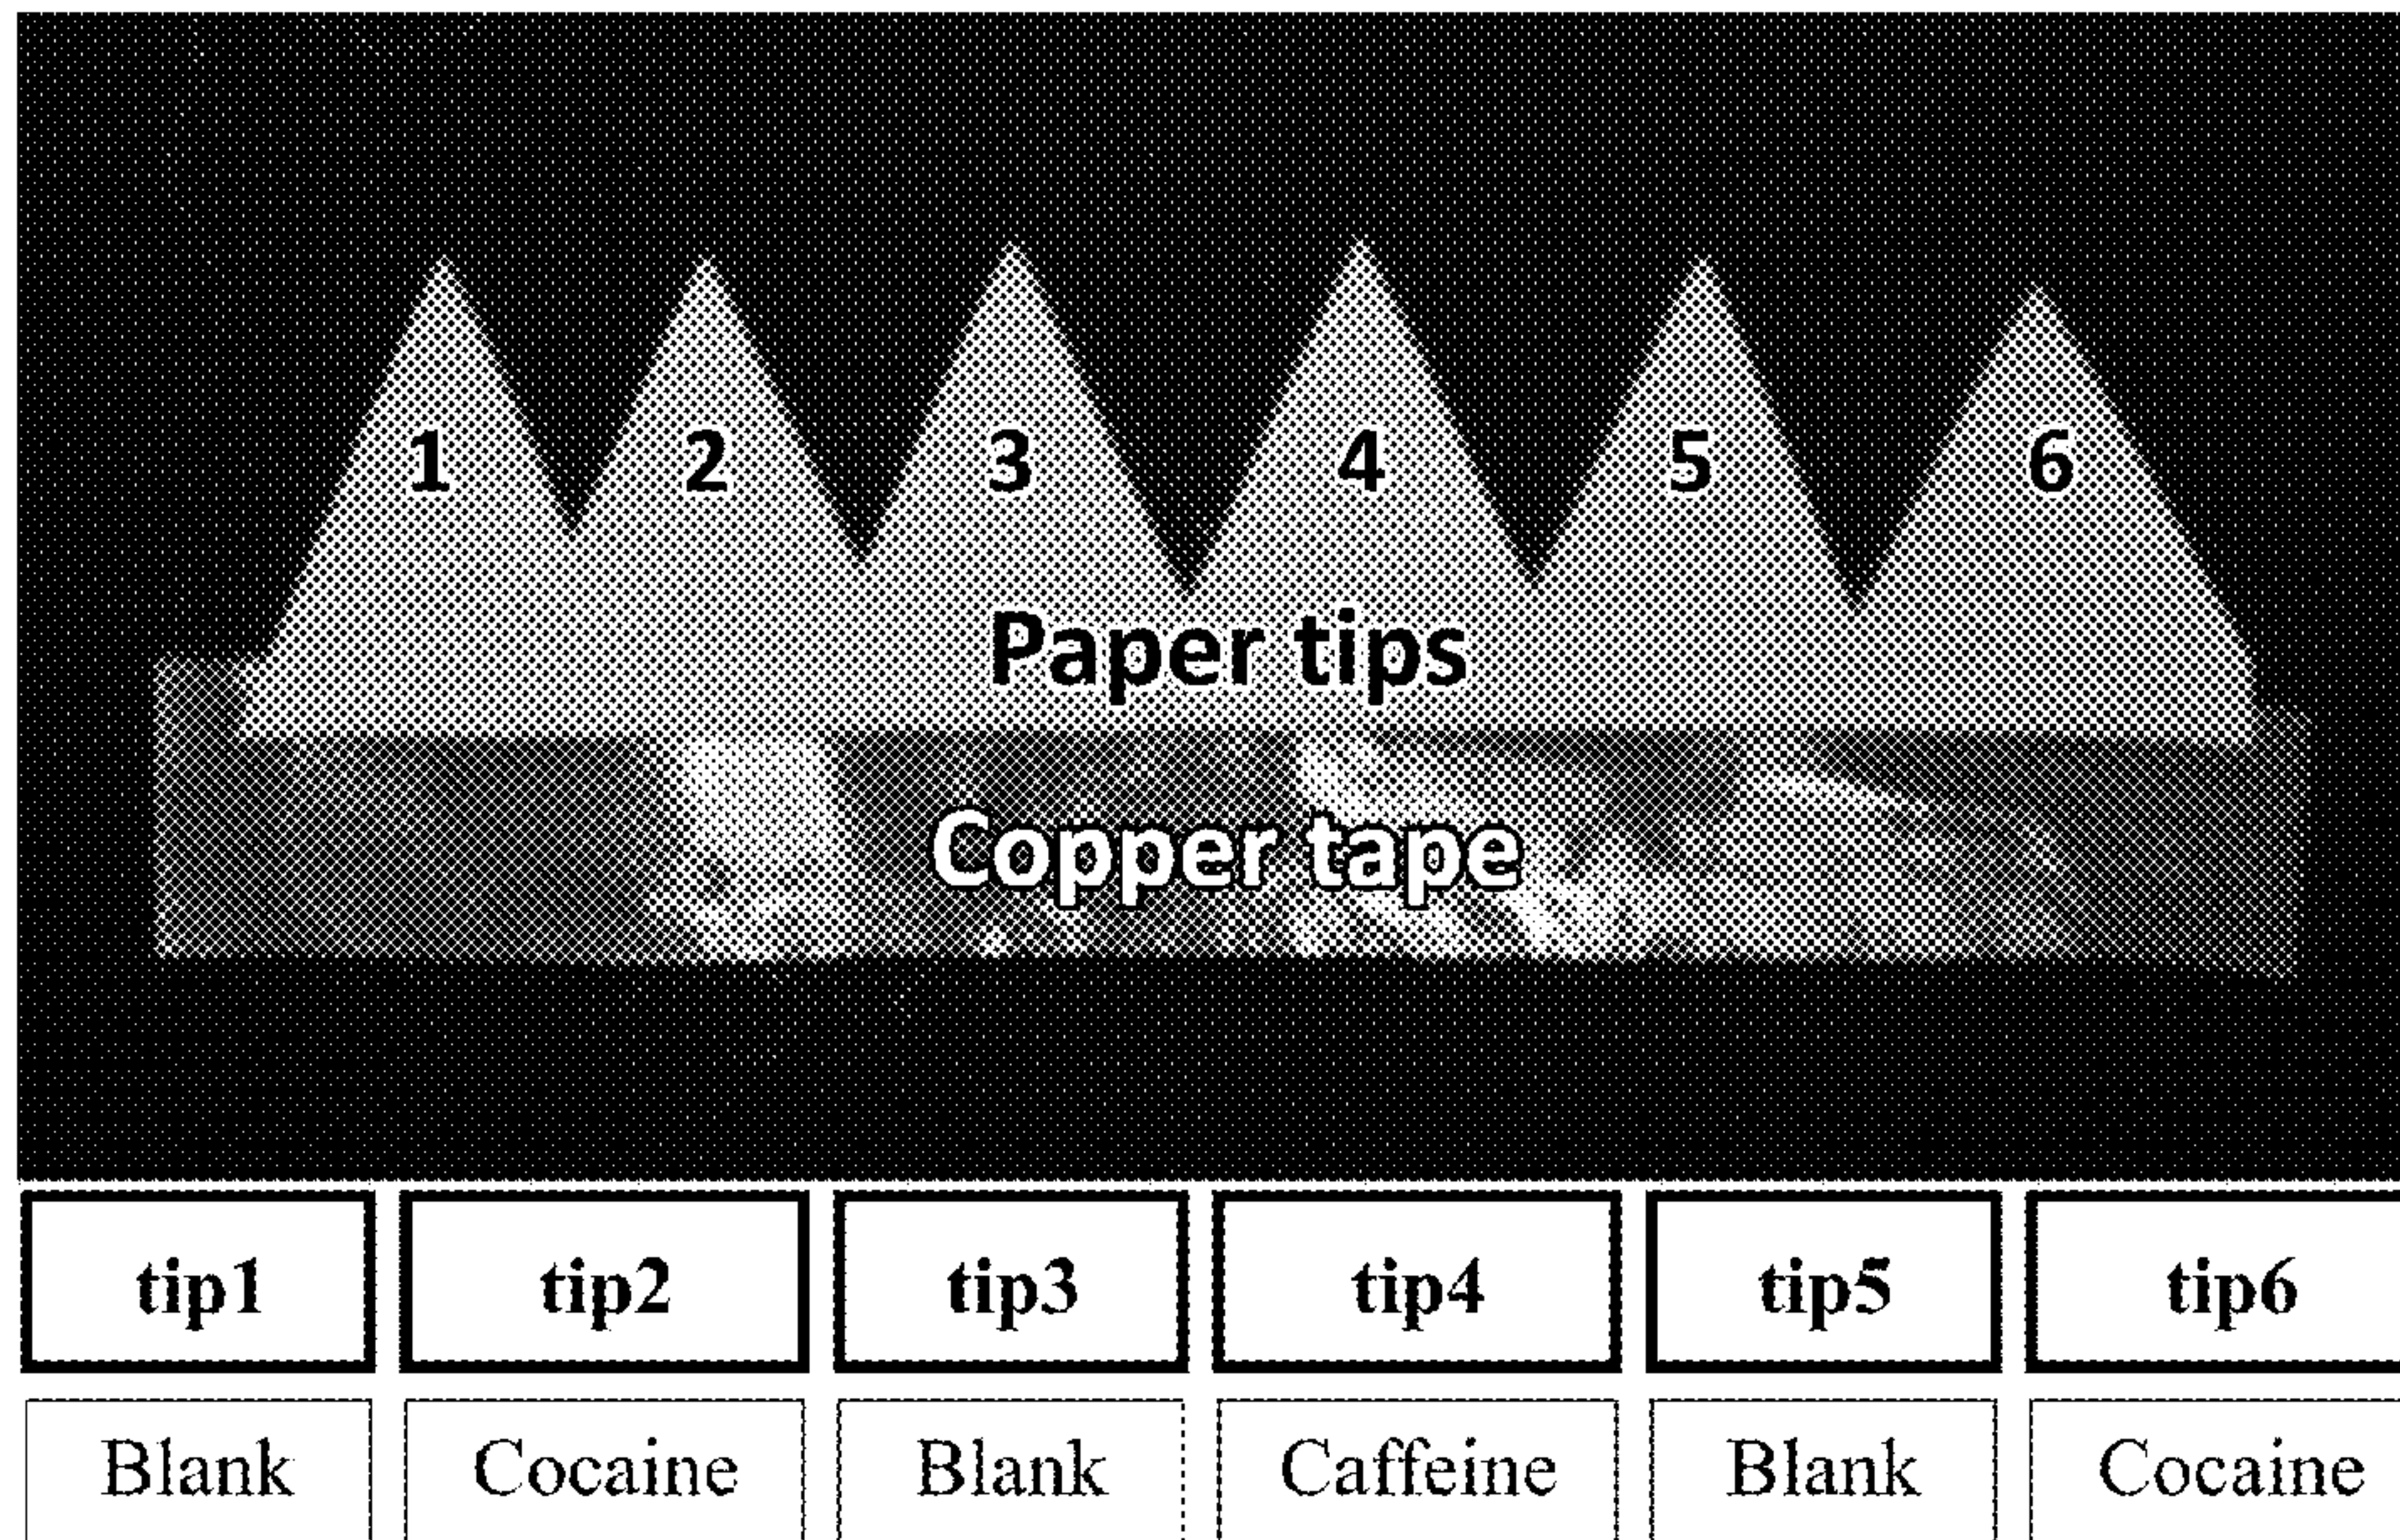 1 2 3 4 5 6
Paper tips
Copper tape
tip1 tip2 tip3 tip4 tip5 tip6
Blank Cocaine Blank Caffeine Blank Cocaine